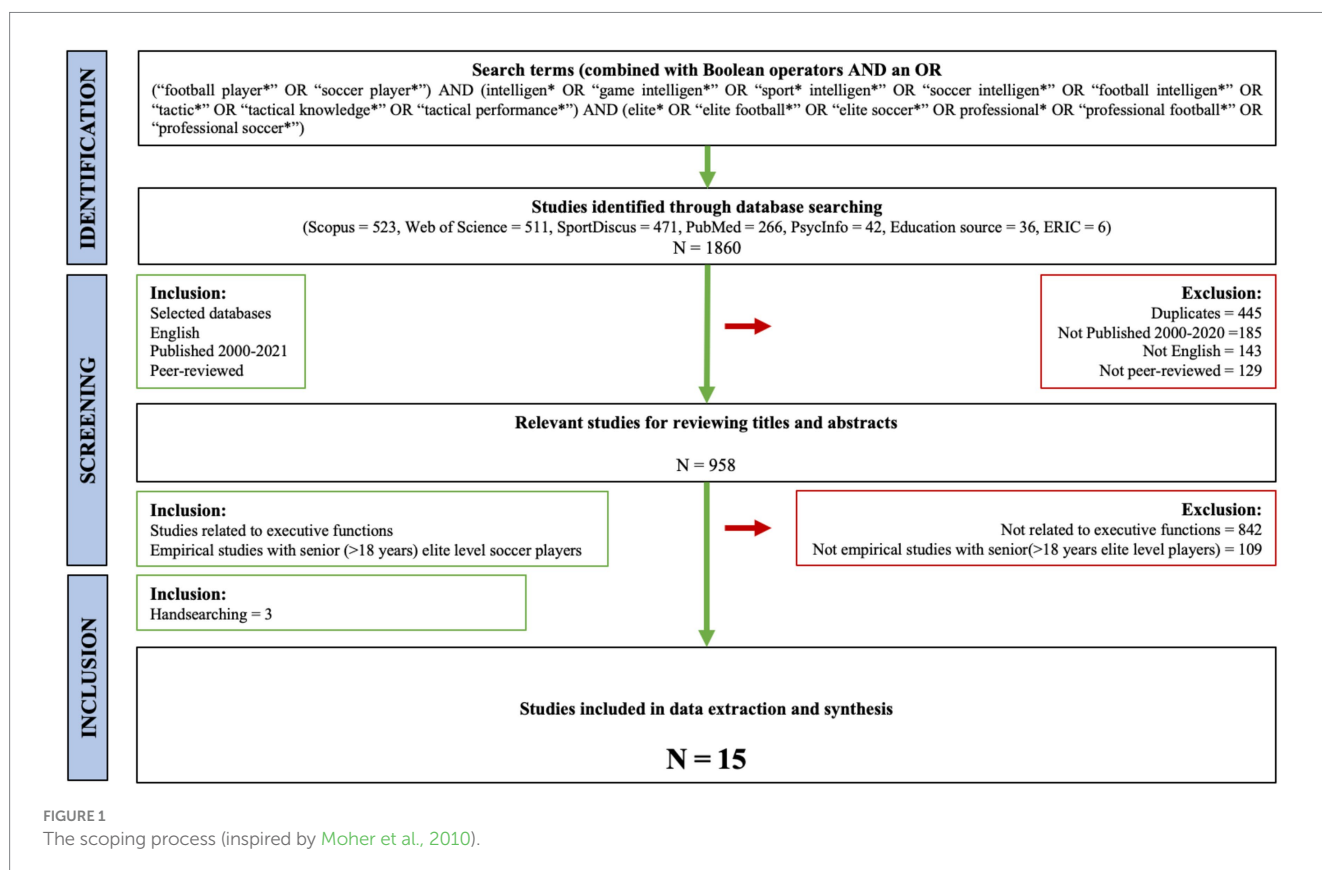 IDENTIFICATION
Search terms (combined with Boolean operators AND an OR
(“football player*” OR “soccer player*”) AND (intelligen* OR “game intelligen*” OR “sport* intelligen*” OR “soccer intelligen*” OR “football intelligen*” OR
“tactic*” OR “tactical knowledge*” OR “tactical performance*”) AND (elite* OR “elite football*” OR “elite soccer*” OR professional* OR “professional football*” OR
“professional soccer*”)
Studies identified through database searching
(Scopus = 523, Web of Science = 511, SportDiscus = 471, PubMed = 266, PsycInfo = 42, Education source = 36, ERIC = 6)
N = 1860
SCREENING
Inclusion:
Selected databases
English
Published 2000-2021
Peer-reviewed
Exclusion:
Duplicates = 445
Not Published 2000-2020 =185
Not English = 143
Not peer-reviewed = 129
Relevant studies for reviewing titles and abstracts
N = 958
Inclusion:
Studies related to executive functions
Empirical studies with senior (>18 years) elite level soccer players
Exclusion:
Not related to executive functions = 842
Not empirical studies with senior(>18 years elite level players) = 109
INCLUSION
Inclusion:
Handsearching = 3
Studies included in data extraction and synthesis
N = 15
FIGURE 1
The scoping process (inspired by Moher et al., 2010).